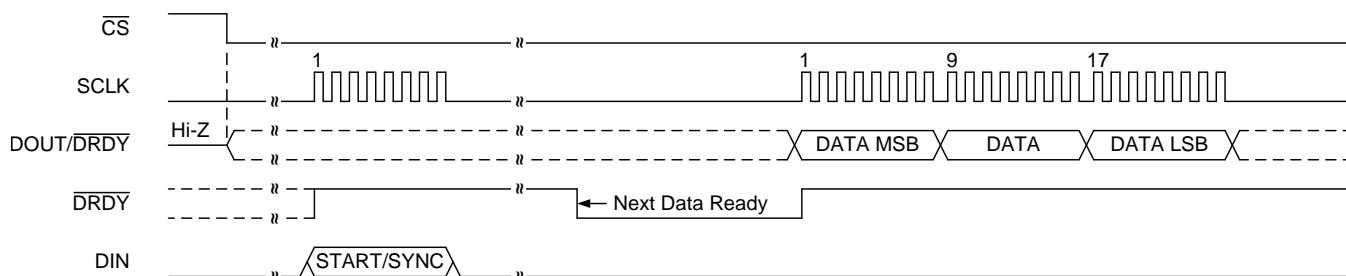 CS
1
1
9
17
SCLK
Hi-Z
DOUT/DRDY
DATA MSB
DATA
DATA LSB
DRDY
Next Data Ready
DIN
START/SYNC